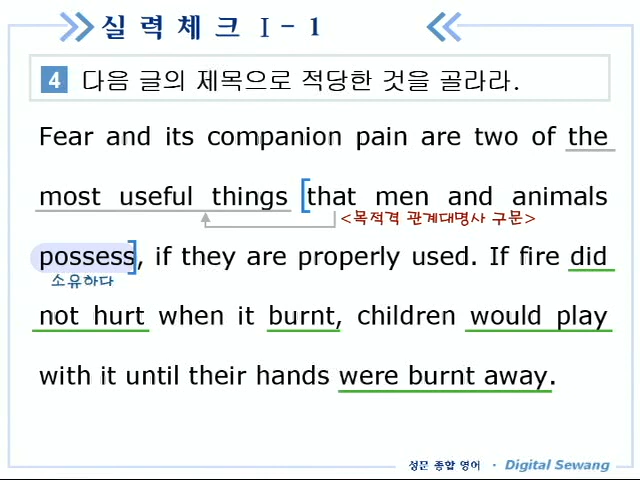 실 력 체 크 Ⅰ - 1
4 다음 글의 제목으로 적당한 것을 골라라.
Fear and its companion pain are two of the
most useful things [that men and animals
<목적격 관계대명사 구문>
possess], if they are properly used. If fire did
소유하다
not hurt when it burnt, children would play
with it until their hands were burnt away.
성문 종합 영어 · Digital Sewang